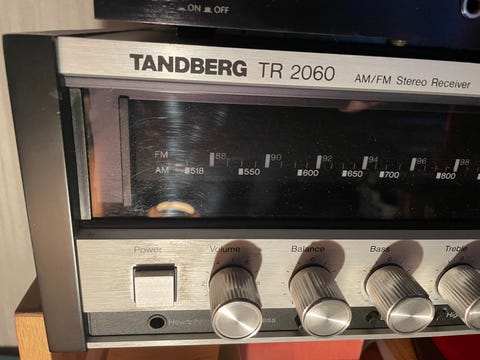 ON OFF
TANDBERG TR 2060 AM/FM Stereo Receiver
FM 88 90 92 94 96 98
AM 518 550 600 650 700 800
Power Volume Balance Bass Treble